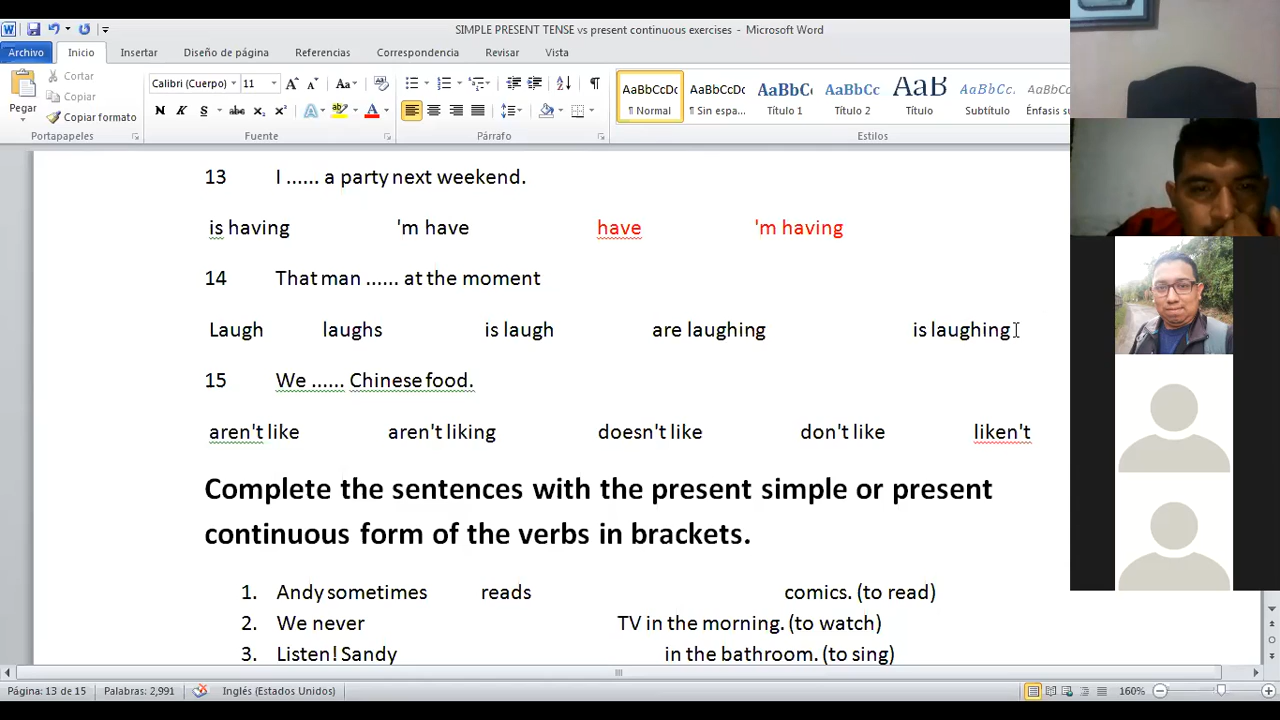 SIMPLE PRESENT TENSE vs present continuous exercises - Microsoft Word
Archivo Inicio Insertar Diseño de página Referencias Correspondencia Revisar Vista
Pegar
Cortar
Copiar
Copiar formato
Portapapeles
Calibri (Cuerpo) 11
Fuente
Párrafo
AaBbCcDc AaBbCcDc AaBbCc AaBbCc AaB AaBbCc. AaBbCcDc
¶ Normal ¶ Sin espa... Título 1 Título 2 Título Subtítulo Énfasis su
Estilos
13 I ...... a party next weekend.
is having 'm have have 'm having
14 That man ...... at the moment
Laugh laughs is laugh are laughing is laughing
15 We ...... Chinese food.
aren't like aren't liking doesn't like don't like liken't
Complete the sentences with the present simple or present
continuous form of the verbs in brackets.
1. Andy sometimes reads comics. (to read)
2. We never TV in the morning. (to watch)
3. Listen! Sandy in the bathroom. (to sing)
Página: 13 de 15 Palabras: 2,991 Inglés (Estados Unidos) 160%